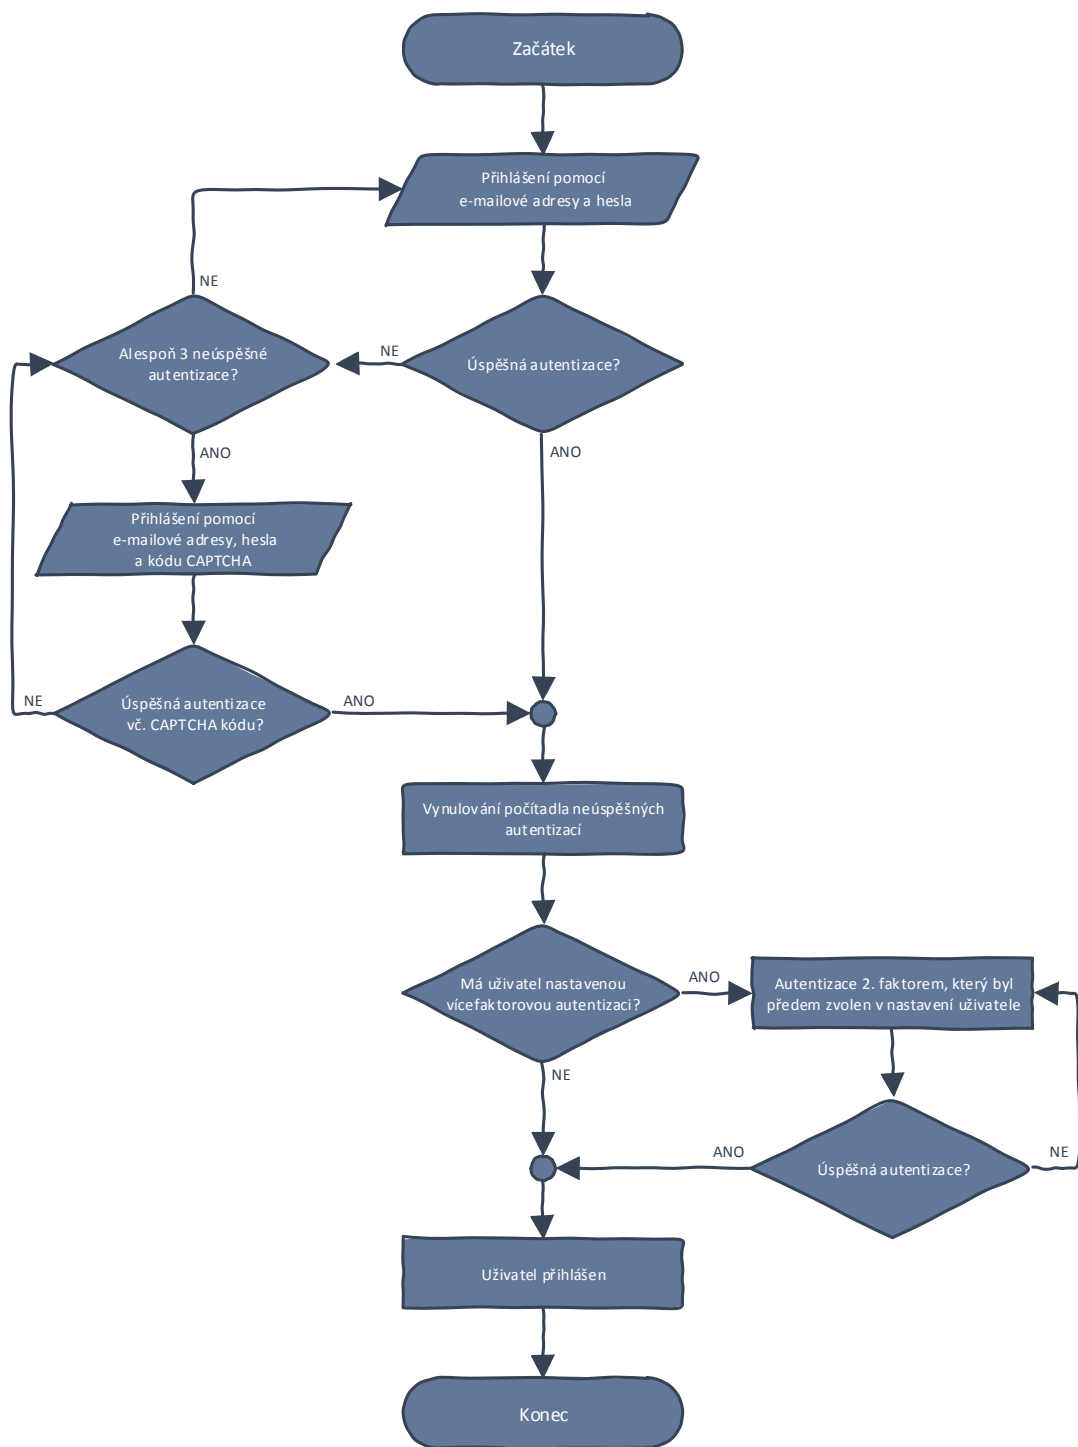 Začátek
Přihlášení pomocí
e-mailové adresy a hesla
NE
Alespoň 3 neúspěšné
autentizace?
NE
Úspěšná autentizace?
ANO
ANO
Přihlášení pomocí
e-mailové adresy, hesla
a kódu CAPTCHA
NE
Úspěšná autentizace
vč. CAPTCHA kódu?
ANO
Vynulování počítadla neúspěšných
autentizací
Má uživatel nastavenou
vícefaktorovou autentizaci?
ANO
Autentizace 2. faktorem, který byl
předem zvolen v nastavení uživatele
NE
ANO
Úspěšná autentizace?
NE
Uživatel přihlášen
Konec